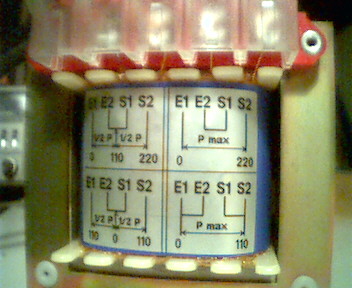 E1 E2 S1 S2
1/2 P 1/2 P
0 110 220
E1 E2 S1 S2
P max
0 220
E1 E2 S1 S2
1/2 P 1/2 P
110 0 110
E1 E2 S1 S2
P max
0 110